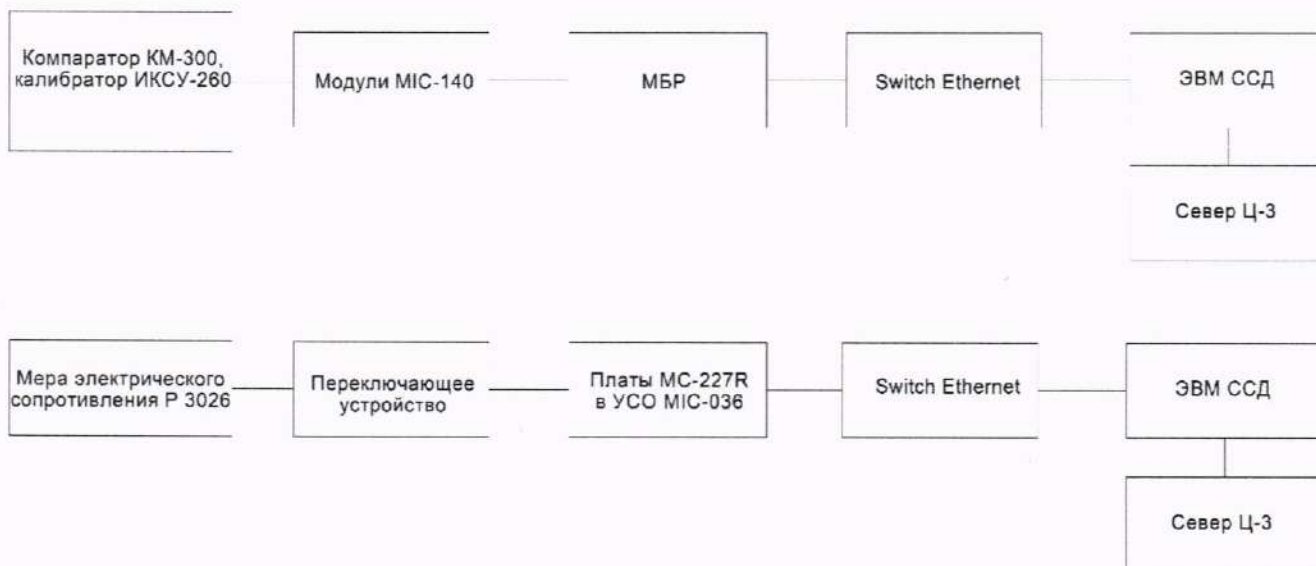 Компаратор КМ-300,
калибратор ИКСУ-260
Модули MIC-140
МБР
Switch Ethernet
ЭВМ ССД
Север Ц-3
Мера электрического
сопротивления Р 3026
Переключающее
устройство
Платы МС-227R
в УСО MIC-036
Switch Ethernet
ЭВМ ССД
Север Ц-3